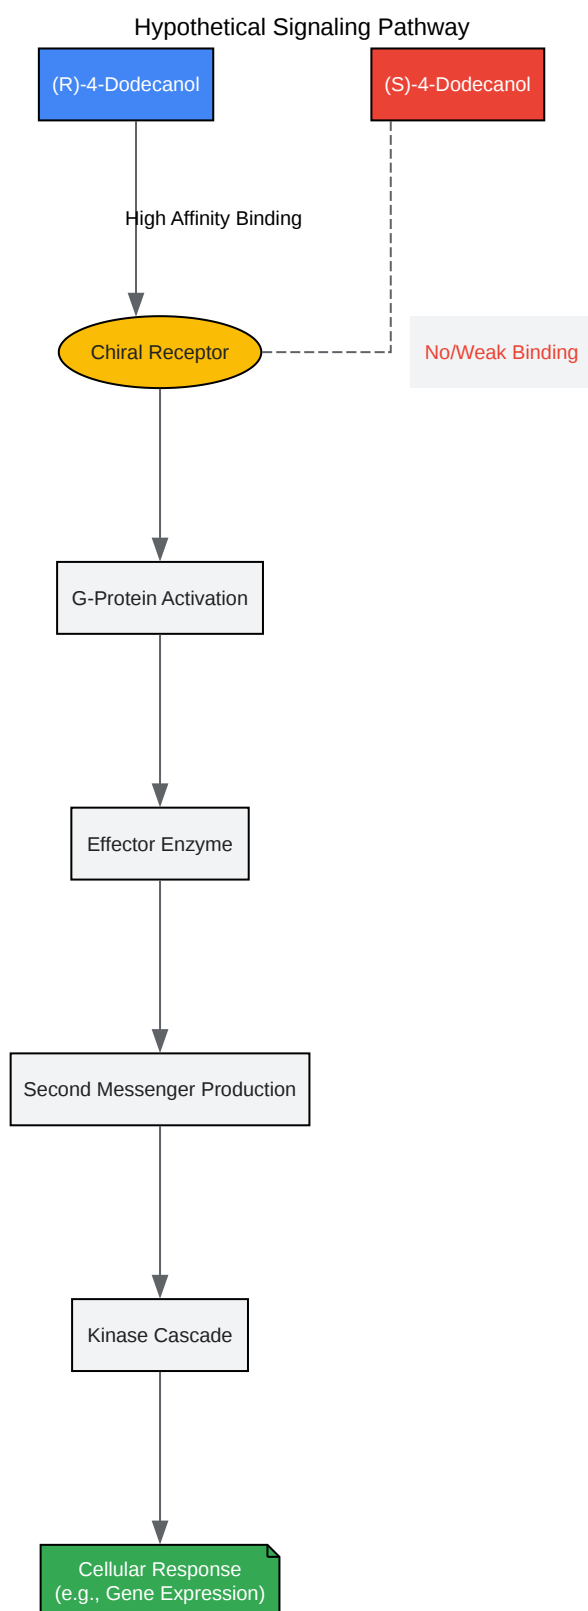 Hypothetical Signaling Pathway
(R)-4-Dodecanol
(S)-4-Dodecanol
High Affinity Binding
Chiral Receptor
No/Weak Binding
G-Protein Activation
Effector Enzyme
Second Messenger Production
Kinase Cascade
Cellular Response
(e.g., Gene Expression)